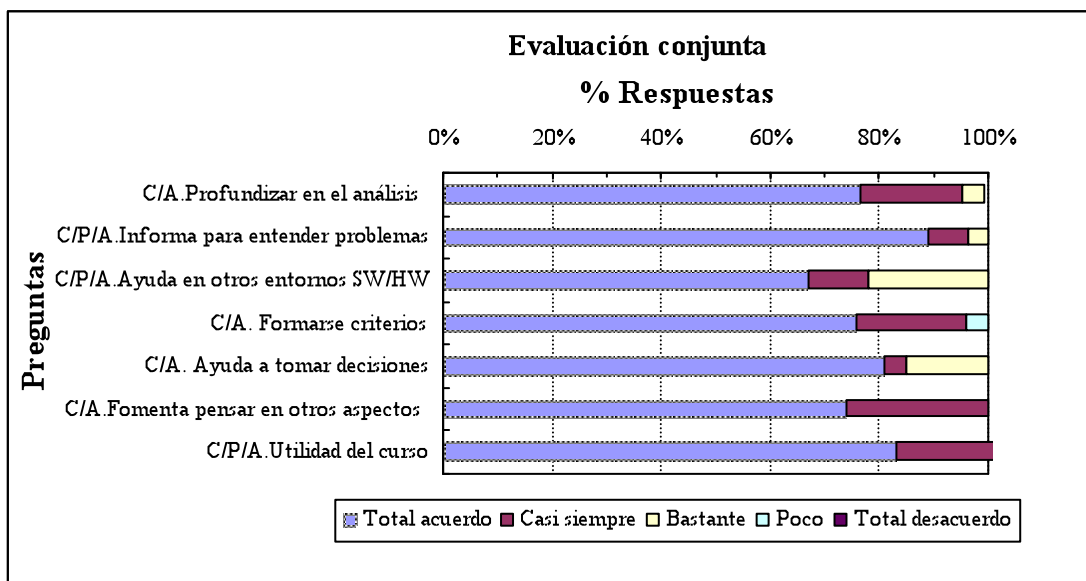 Evaluación conjunta
% Respuestas
0% 20% 40% 60% 80% 100%
Preguntas
C/A.Profundizar en el análisis
C/P/A.Informa para entender problemas
C/P/A.Ayuda en otros entornos SW/HW
C/A. Formarse criterios
C/A. Ayuda a tomar decisiones
C/A.Fomenta pensar en otros aspectos
C/P/A.Utilidad del curso
Total acuerdo Casi siempre Bastante Poco Total desacuerdo